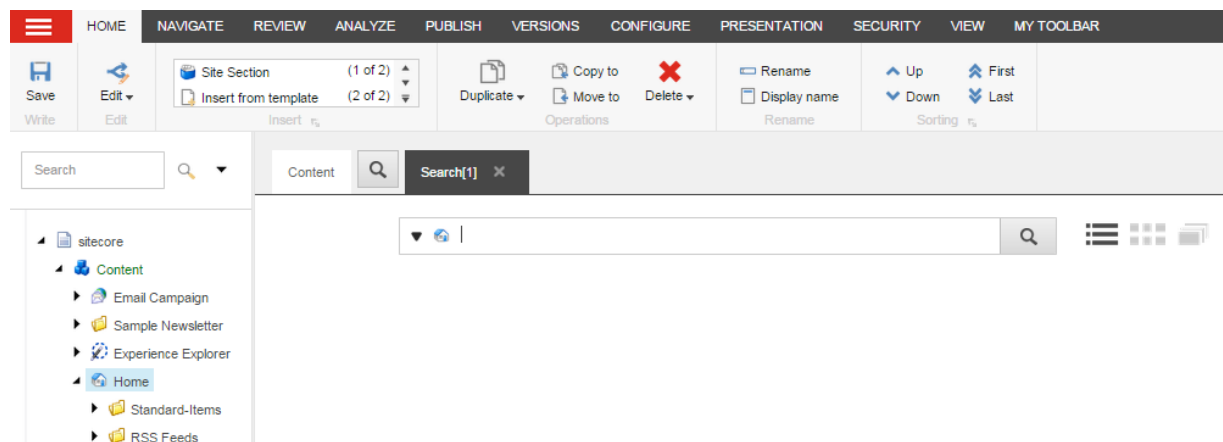 HOME NAVIGATE REVIEW ANALYZE PUBLISH VERSIONS CONFIGURE PRESENTATION SECURITY VIEW MY TOOLBAR
Site Section (1 of 2) Copy to Rename Up First
Save Edit Insert from template (2 of 2) Duplicate Move to Delete Display name Down Last
Write Edit Insert Operations Rename Sorting
Search Content Search[1]
sitecore
Content
Email Campaign
Sample Newsletter
Experience Explorer
Home
Standard-Items
RSS Feeds